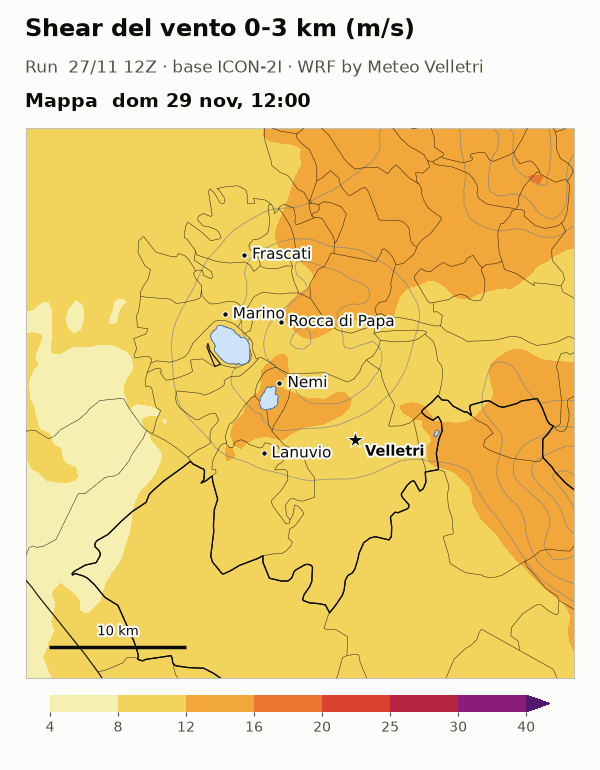 Shear del vento 0-3 km (m/s)
Run  27/11 12Z · base ICON-2I · WRF by Meteo Velletri
Mappa  dom 29 nov, 12:00
Frascati
Marino
Rocca di Papa
Nemi
Velletri
Lanuvio
10 km
4 8 12 16 20 25 30 40